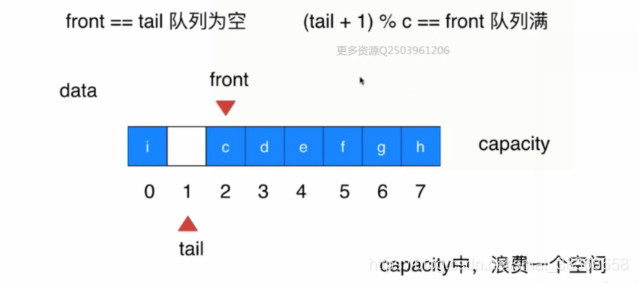 front == tail 队列为空 (tail + 1) % c == front 队列满
更多资源Q2503961206
front
data
i c d e f g h
capacity
0 1 2 3 4 5 6 7
tail
capacity中，浪费一个空间